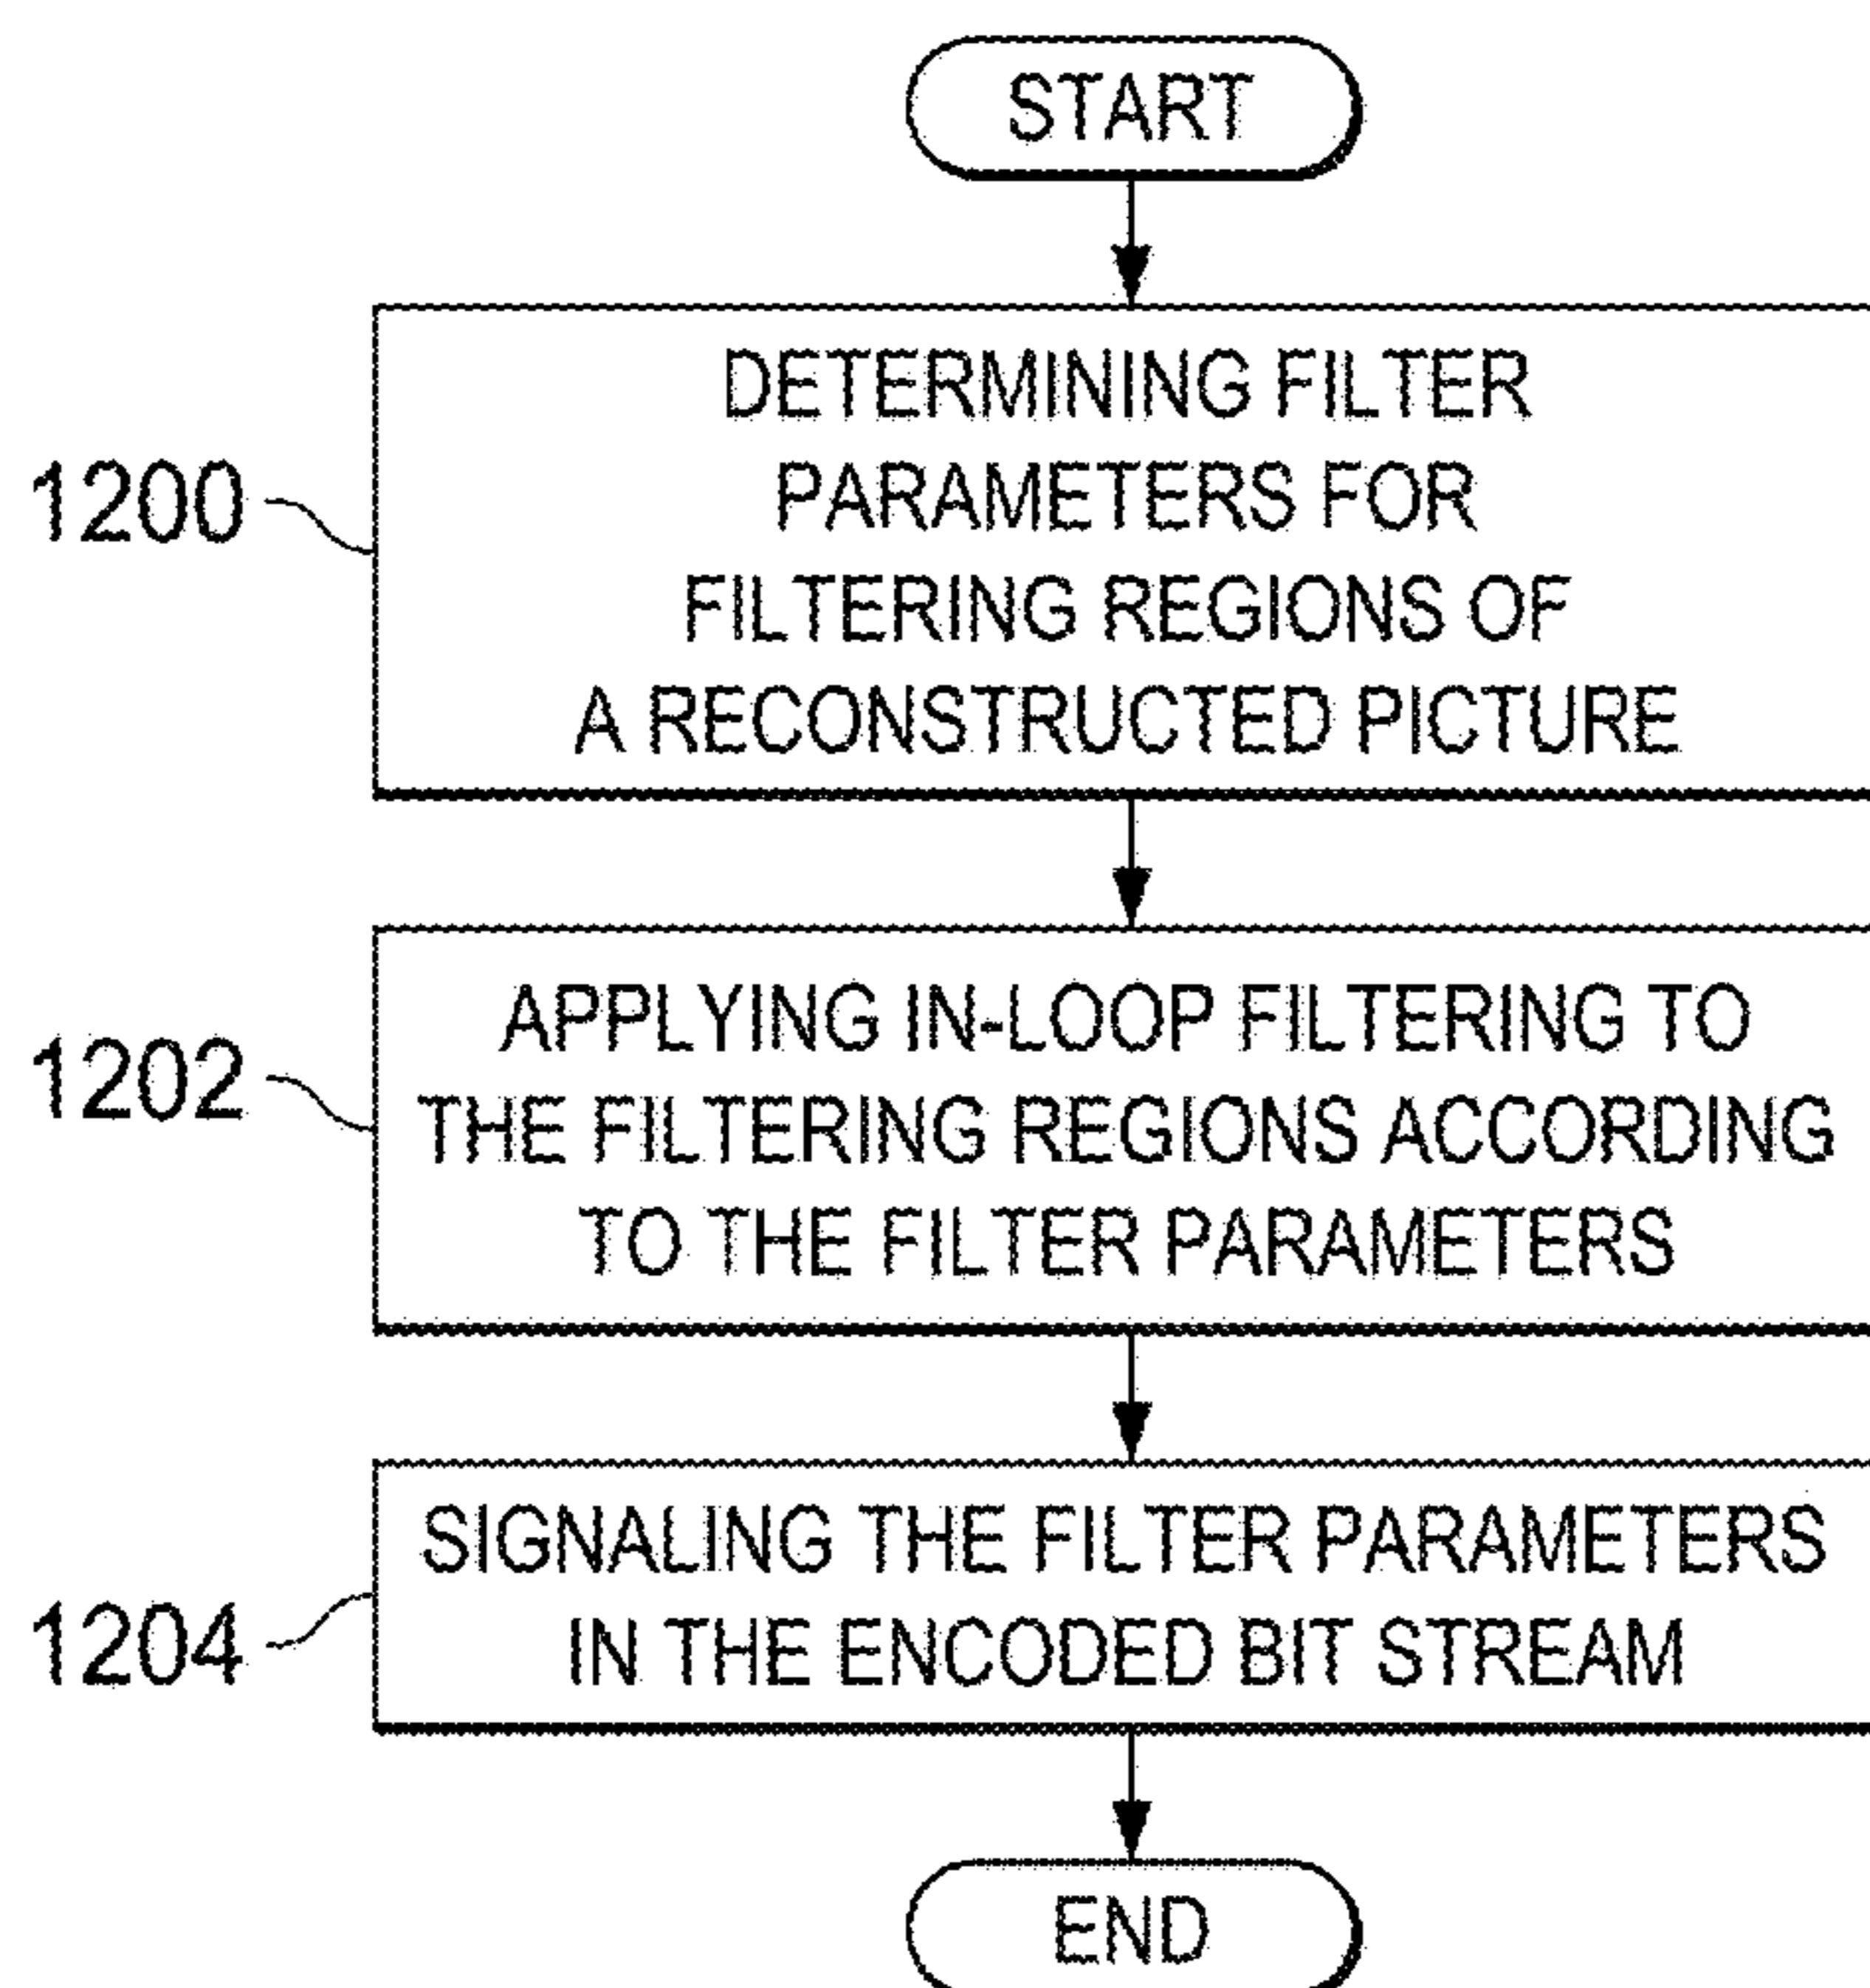 START
1200
DETERMINING FILTER
PARAMETERS FOR
FILTERING REGIONS OF
A RECONSTRUCTED PICTURE
1202
APPLYING IN-LOOP FILTERING TO
THE FILTERING REGIONS ACCORDING
TO THE FILTER PARAMETERS
1204
SIGNALING THE FILTER PARAMETERS
IN THE ENCODED BIT STREAM
END